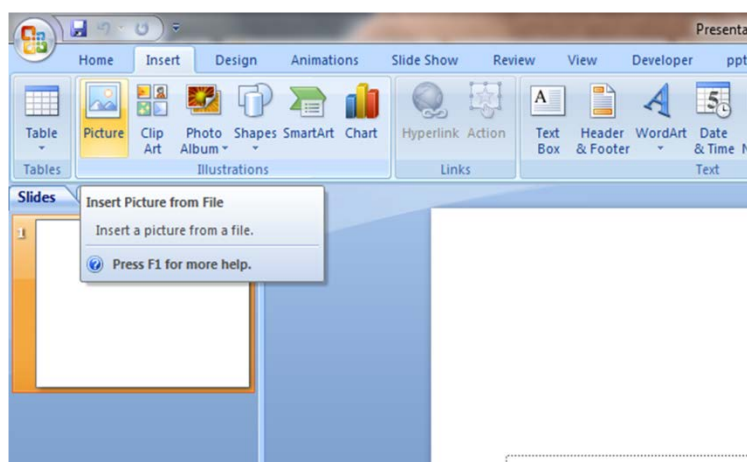 Presenta
Home Insert Design Animations Slide Show Review View Developer ppt
Table Picture Clip Art Photo Album Shapes SmartArt Chart Hyperlink Action Text Box Header & Footer WordArt Date & Time N
Tables Illustrations Links Text
Slides
Insert Picture from File
1
Insert a picture from a file.
Press F1 for more help.